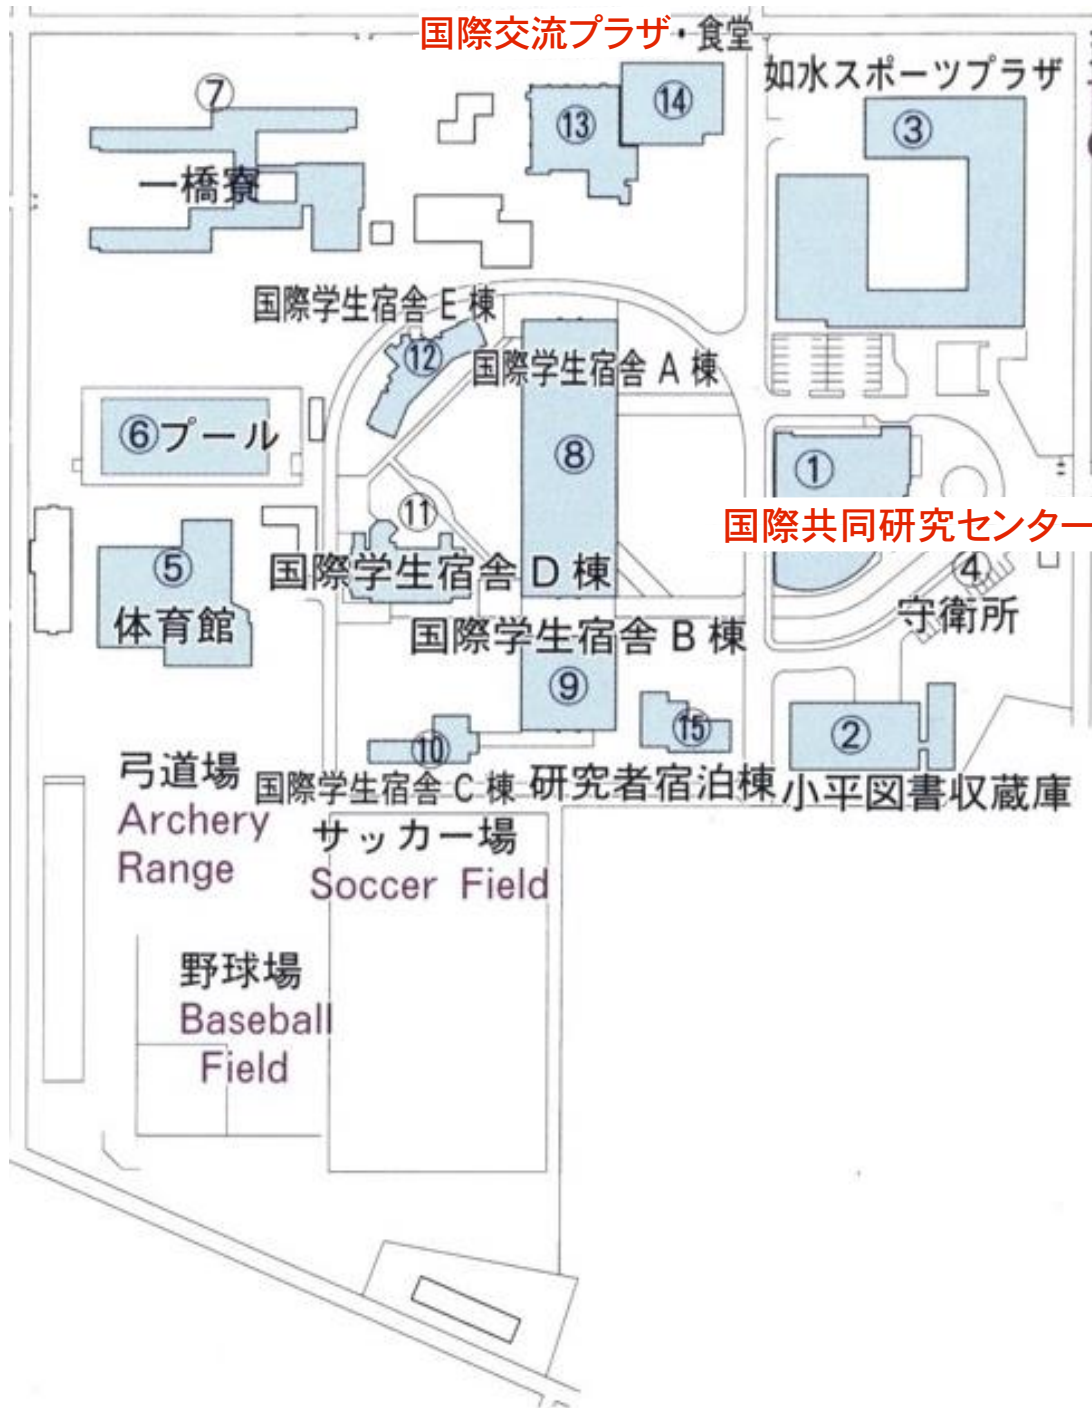 国際交流プラザ・食堂
如水スポーツプラザ
⑦
⑬
⑭
③
一橋寮
国際学生宿舎 E 棟
⑫
国際学生宿舎 A 棟
⑥プール
⑧
①
⑪
国際共同研究センター
⑤
国際学生宿舎 D 棟
④
体育館
守衛所
国際学生宿舎 B 棟
⑨
⑩
⑮
②
弓道場
Archery
Range
国際学生宿舎 C 棟
研究者宿泊棟
小平図書収蔵庫
サッカー場
Soccer Field
野球場
Baseball
Field